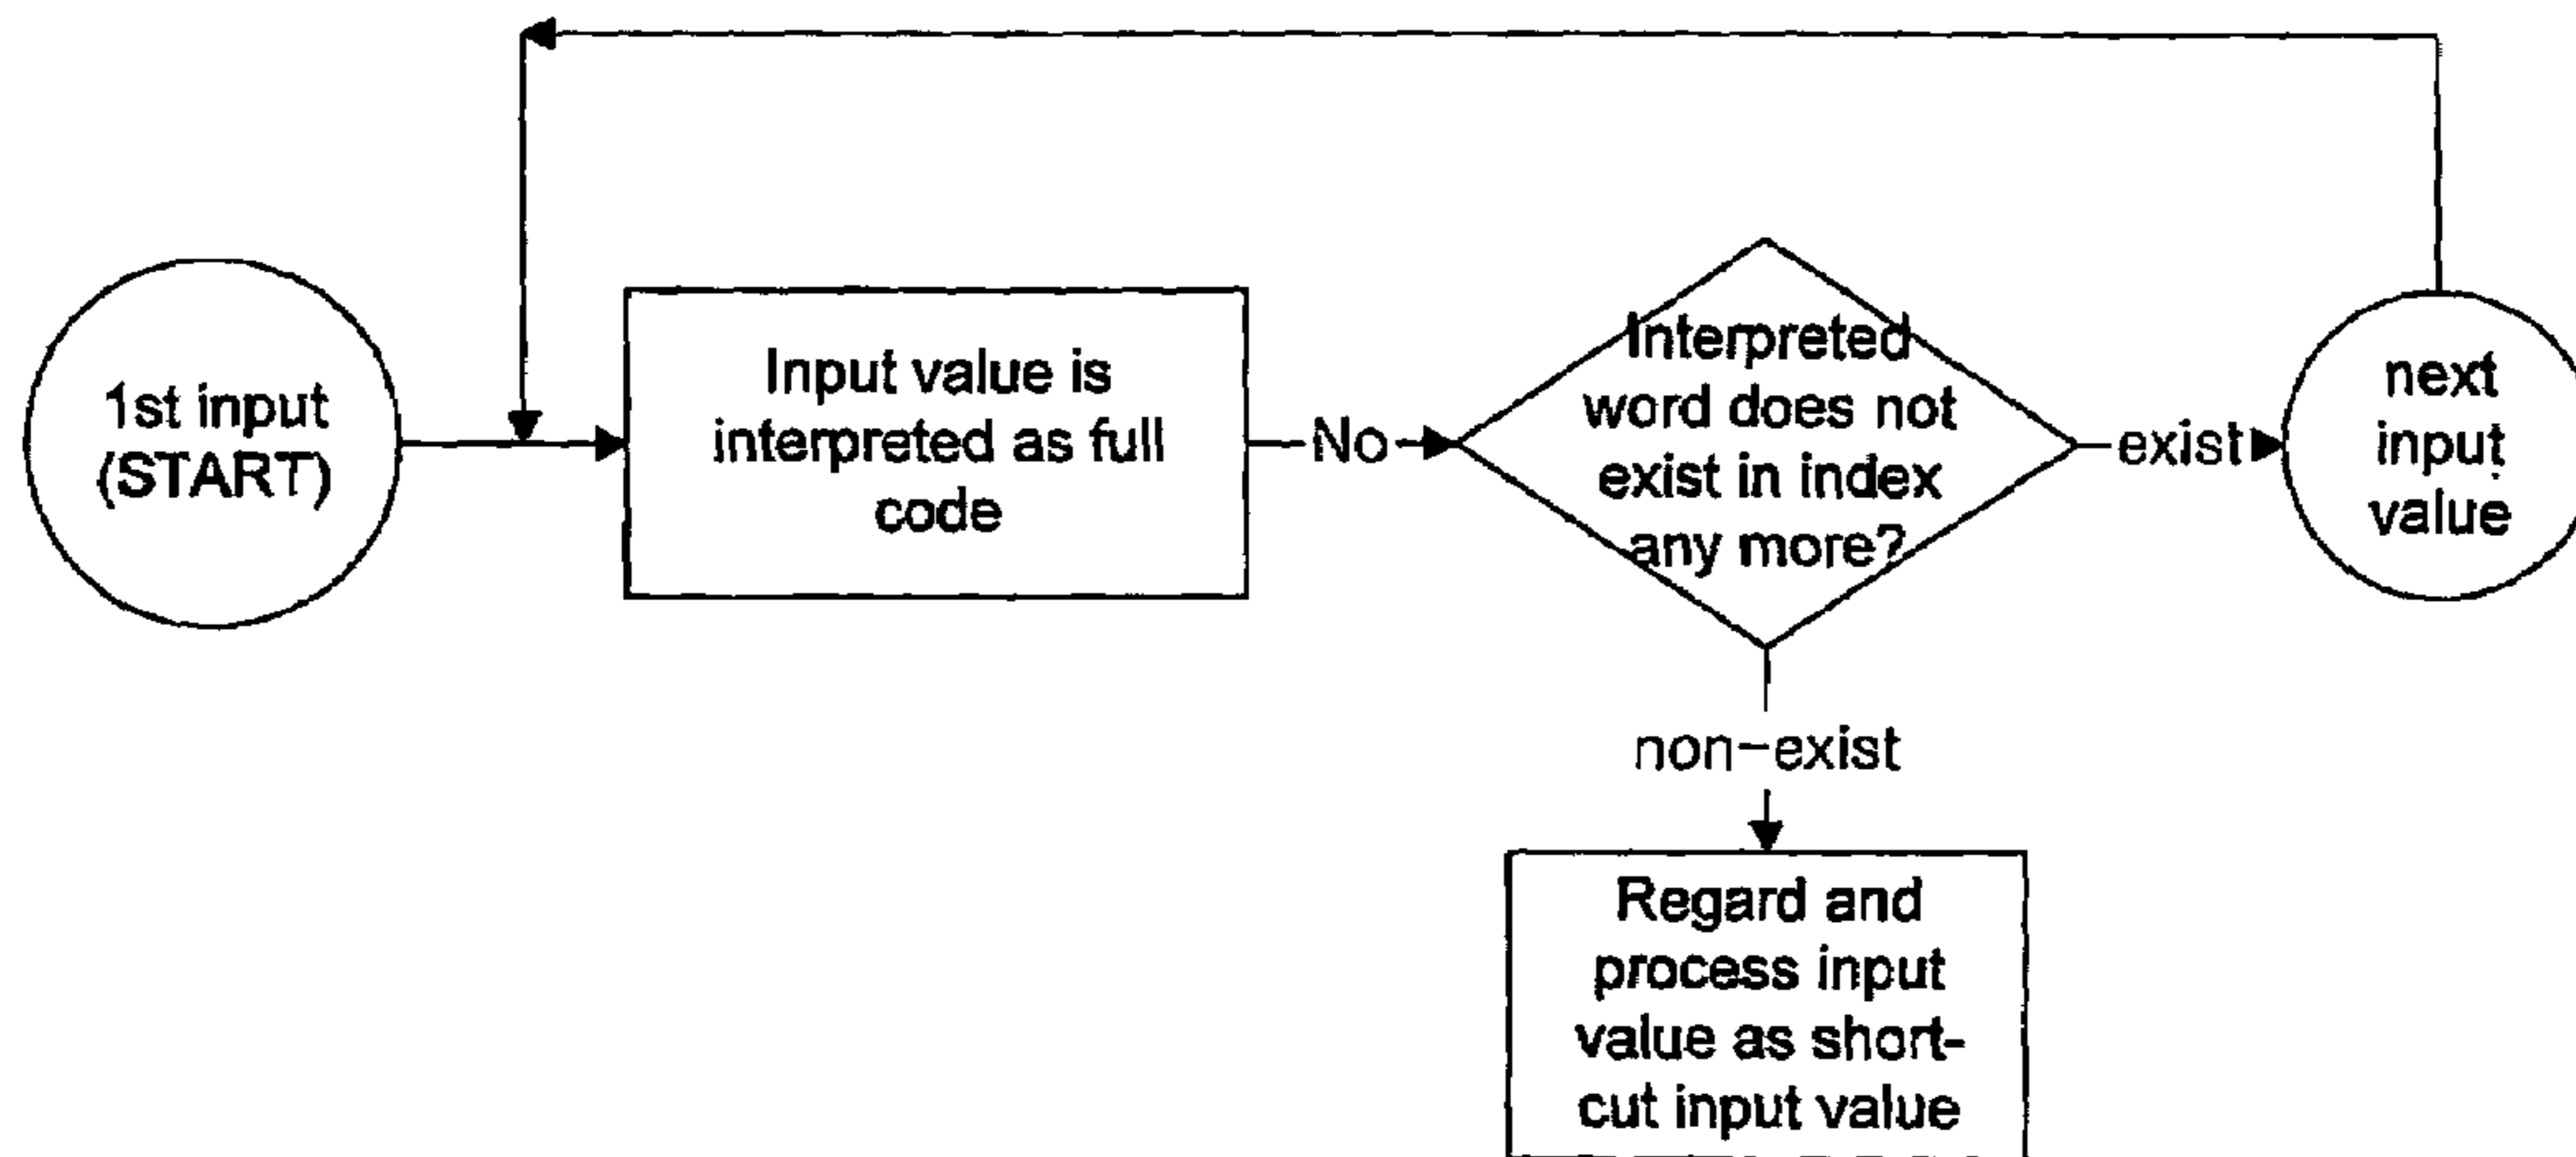 1st input
(START)
Input value is
interpreted as full
code
No
Interpreted
word does not
exist in index
any more?
exist
next
input
value
non-exist
Regard and
process input
value as short-
cut input value